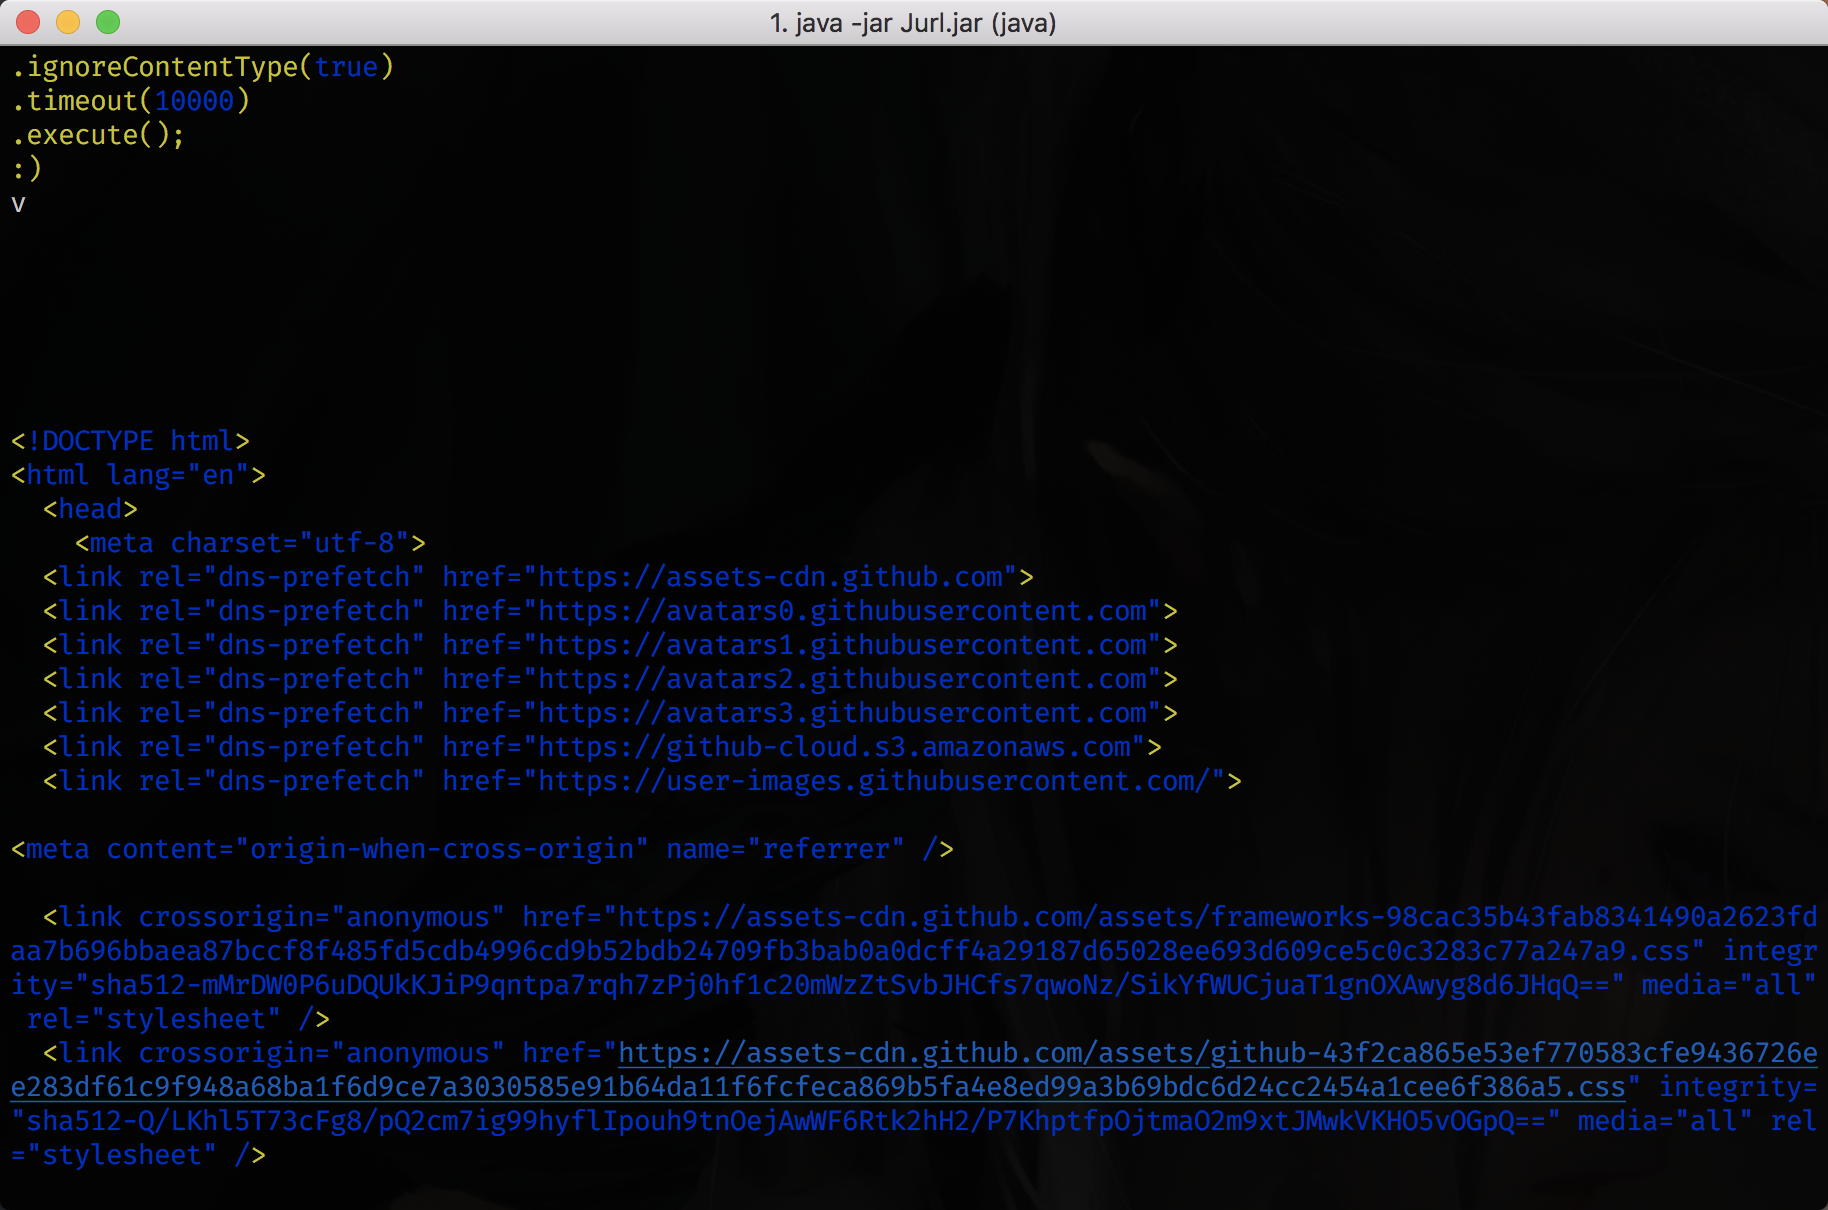 1. java -jar Jurl.jar (java)
.ignoreContentType(true)
.timeout(10000)
.execute();
:)
v
<!DOCTYPE html>
<html lang="en">
  <head>
    <meta charset="utf-8">
  <link rel="dns-prefetch" href="https://assets-cdn.github.com">
  <link rel="dns-prefetch" href="https://avatars0.githubusercontent.com">
  <link rel="dns-prefetch" href="https://avatars1.githubusercontent.com">
  <link rel="dns-prefetch" href="https://avatars2.githubusercontent.com">
  <link rel="dns-prefetch" href="https://avatars3.githubusercontent.com">
  <link rel="dns-prefetch" href="https://github-cloud.s3.amazonaws.com">
  <link rel="dns-prefetch" href="https://user-images.githubusercontent.com/">
<meta content="origin-when-cross-origin" name="referrer" />
  <link crossorigin="anonymous" href="https://assets-cdn.github.com/assets/frameworks-98cac35b43fab8341490a2623fd
aa7b696bbaea87bccf8f485fd5cdb4996cd9b52bdb24709fb3bab0a0dcff4a29187d65028ee693d609ce5c0c3283c77a247a9.css" integr
ity="sha512-mMrDW0P6uDQUkKJiP9qntpa7rqh7zPj0hf1c20mWzZtSvbJHCfs7qwoNz/SikYfWUCjuaT1gnOXAwyg8d6JHqQ==" media="all"
 rel="stylesheet" />
  <link crossorigin="anonymous" href="https://assets-cdn.github.com/assets/github-43f2ca865e53ef770583cfe9436726e
e283df61c9f948a68ba1f6d9ce7a3030585e91b64da11f6fcfeca869b5fa4e8ed99a3b69bdc6d24cc2454a1cee6f386a5.css" integrity=
"sha512-Q/LKhl5T73cFg8/pQ2cm7ig99hyflIpouh9tnOejAwWF6Rtk2hH2/P7KhptfpOjtmaO2m9xtJMwkVKHO5vOGpQ==" media="all" rel
="stylesheet" />